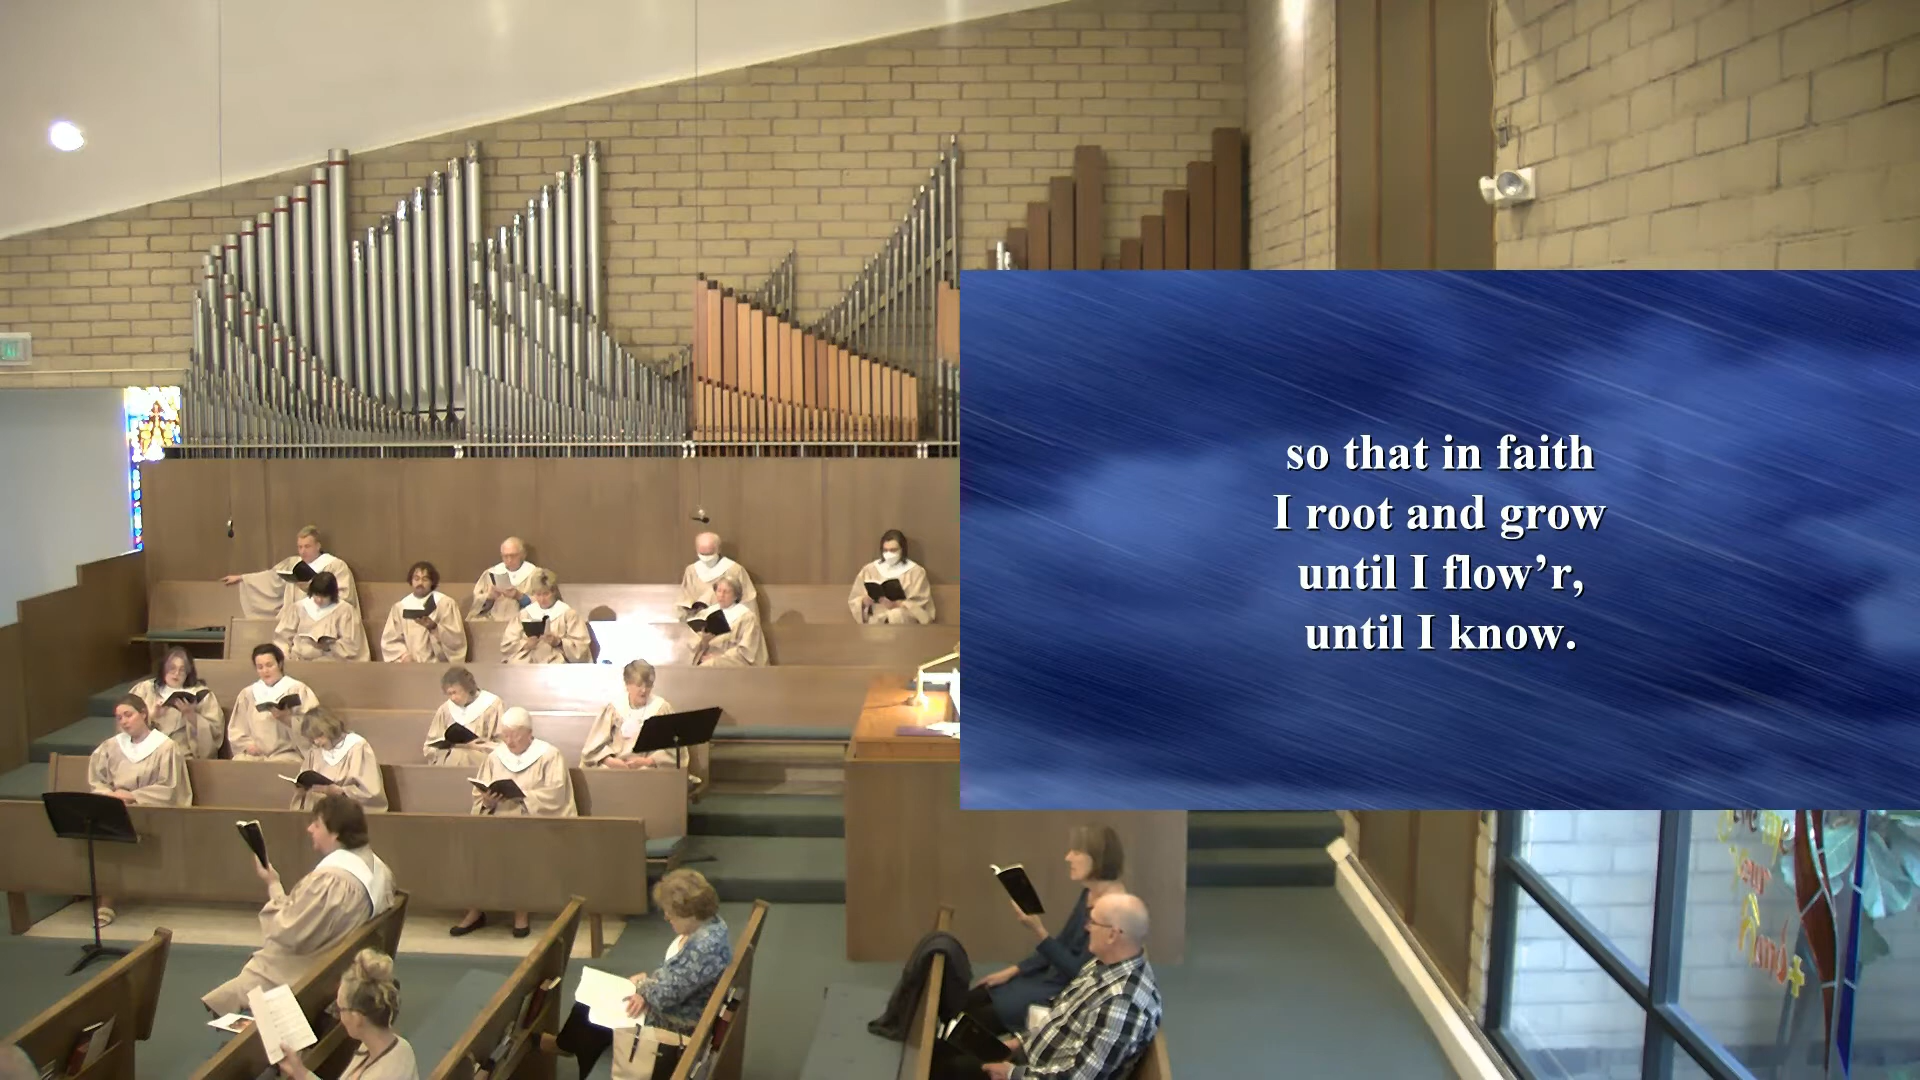 so that in faith
I root and grow
until I flow’r,
until I know.